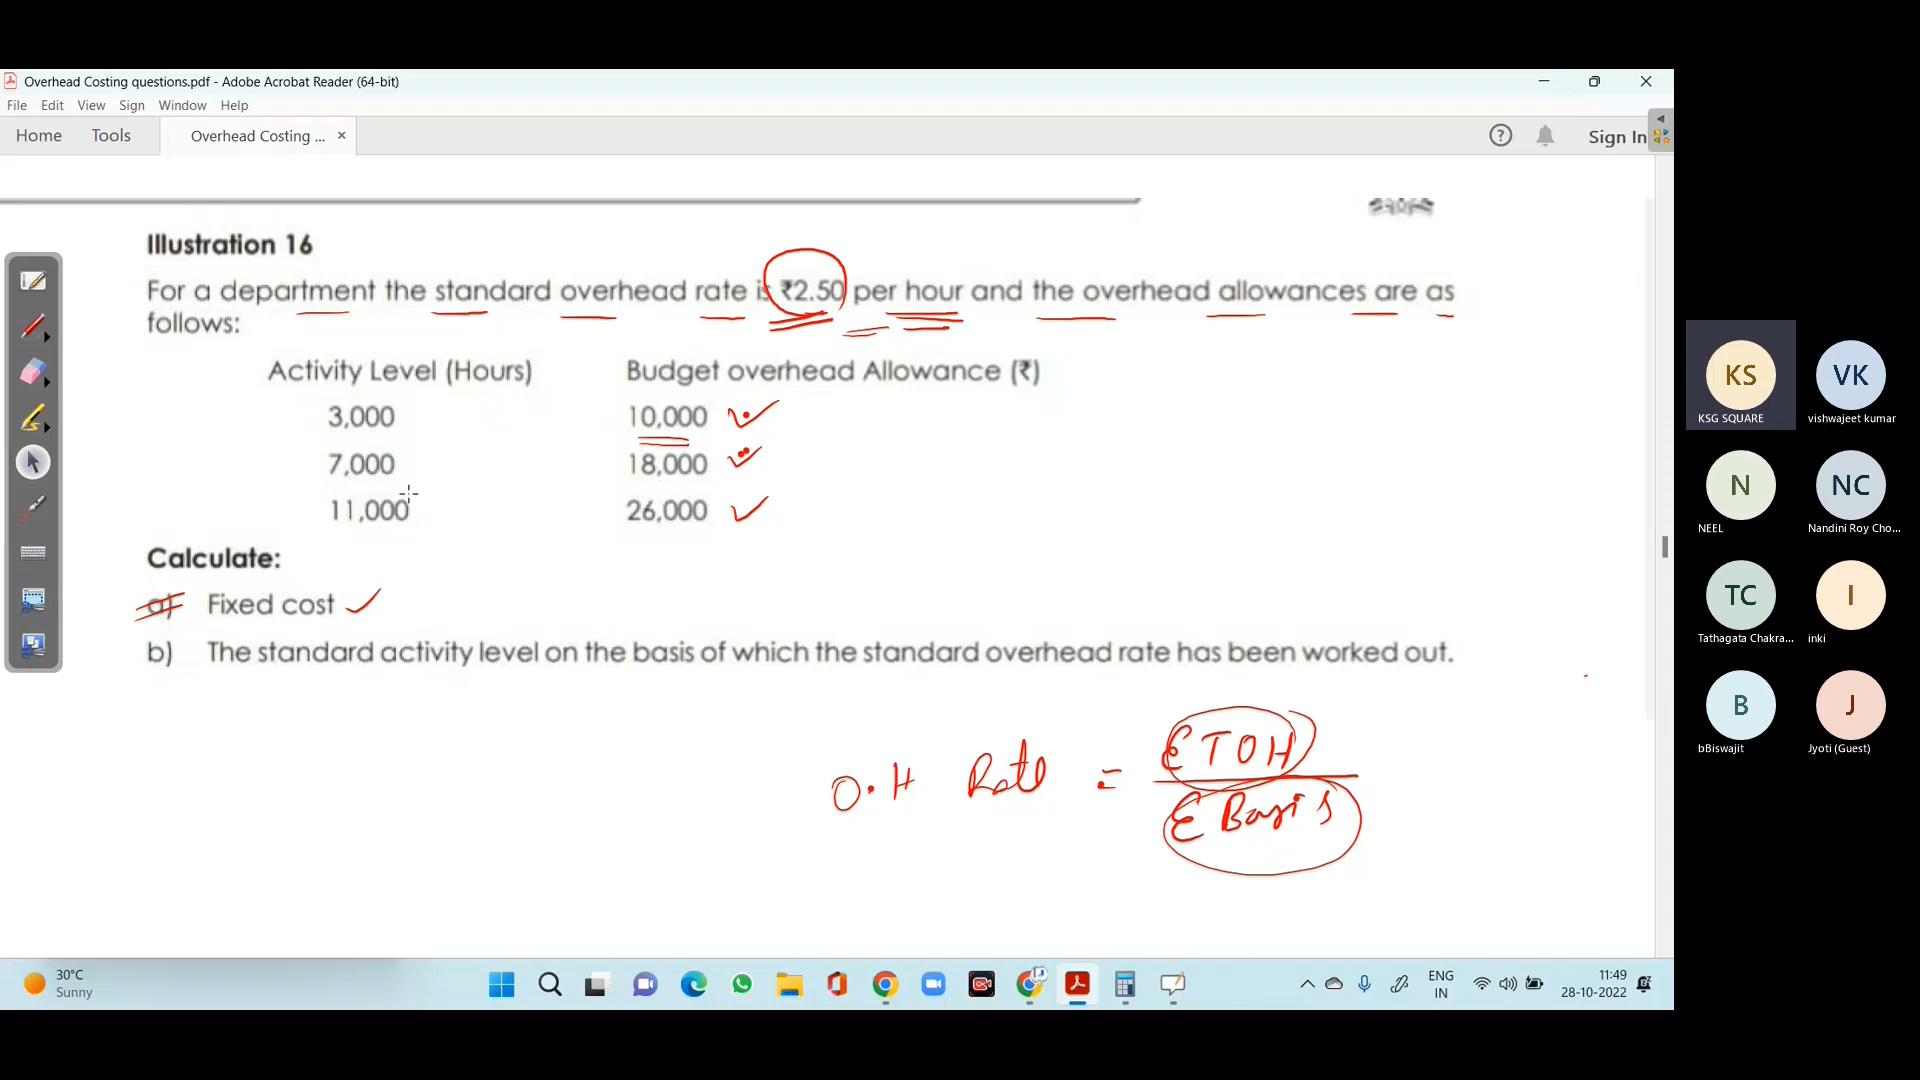 Overhead Costing questions.pdf - Adobe Acrobat Reader (64-bit)
File Edit View Sign Window Help
Home Tools Overhead Costing ... × Sign In
Illustration 16
For a department the standard overhead rate is ₹2.50 per hour and the overhead allowances are as
follows:
Activity Level (Hours) Budget overhead Allowance (₹)
3,000 10,000
7,000 18,000
11,000 26,000
Calculate:
a) Fixed cost
b) The standard activity level on the basis of which the standard overhead rate has been worked out.
O.H Rate = ETOH
E Basis
KS
KSG SQUARE
VK
vishwajeet kumar
N
NEEL
NC
Nandini Roy Cho...
TC
Tathagata Chakra...
I
inki
B
bBiswajit
J
Jyoti (Guest)
30°C
Sunny
ENG
IN
11:49
28-10-2022